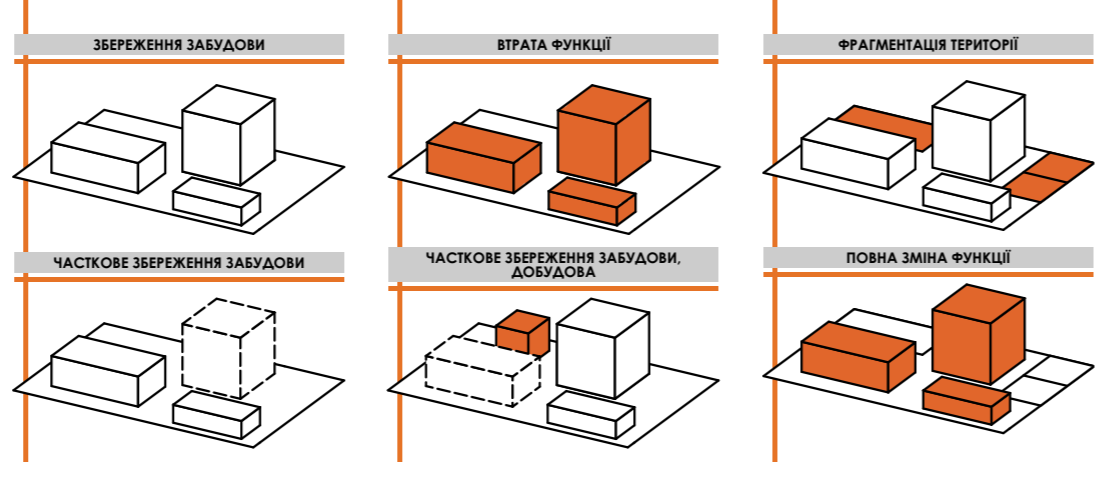 ЗБЕРЕЖЕННЯ ЗАБУДОВИ
ВТРАТА ФУНКЦІЇ
ФРАГМЕНТАЦІЯ ТЕРИТОРІЇ
ЧАСТКОВЕ ЗБЕРЕЖЕННЯ ЗАБУДОВИ
ЧАСТКОВЕ ЗБЕРЕЖЕННЯ ЗАБУДОВИ,
ДОБУДОВА
ПОВНА ЗМІНА ФУНКЦІЇ